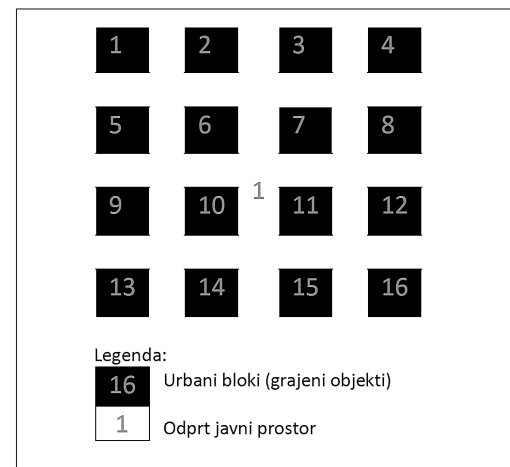 1 2 3 4
5 6 7 8
1
9 10 11 12
13 14 15 16
Legenda:
16 Urbani bloki (grajeni objekti)
1 Odprt javni prostor